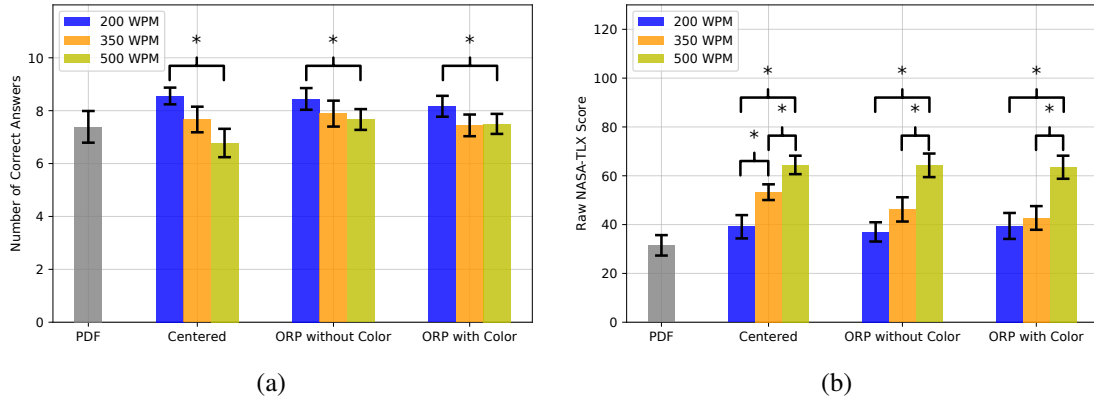 200 WPM
350 WPM
500 WPM
*
*
*
Number of Correct Answers
10
8
6
4
2
0
PDF
Centered
ORP without Color
ORP with Color
(a)
200 WPM
350 WPM
500 WPM
*
*
*
*
*
*
*
Raw NASA-TLX Score
120
100
80
60
40
20
0
PDF
Centered
ORP without Color
ORP with Color
(b)